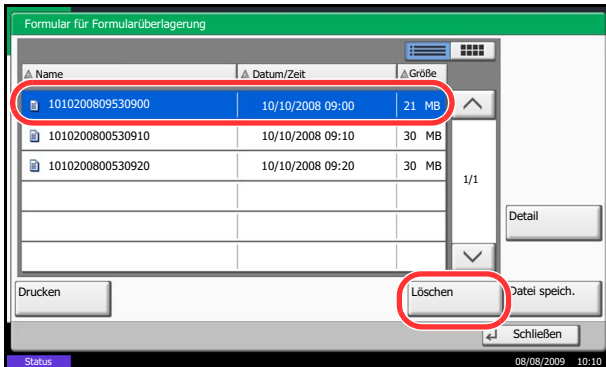 Formular für Formularüberlagerung
Name Datum/Zeit Größe
1010200809530900 10/10/2008 09:00 21 MB
1010200800530910 10/10/2008 09:10 30 MB
1010200800530920 10/10/2008 09:20 30 MB
1/1
Detail
Drucken Löschen Datei speich.
Schließen
Status 08/08/2009 10:10